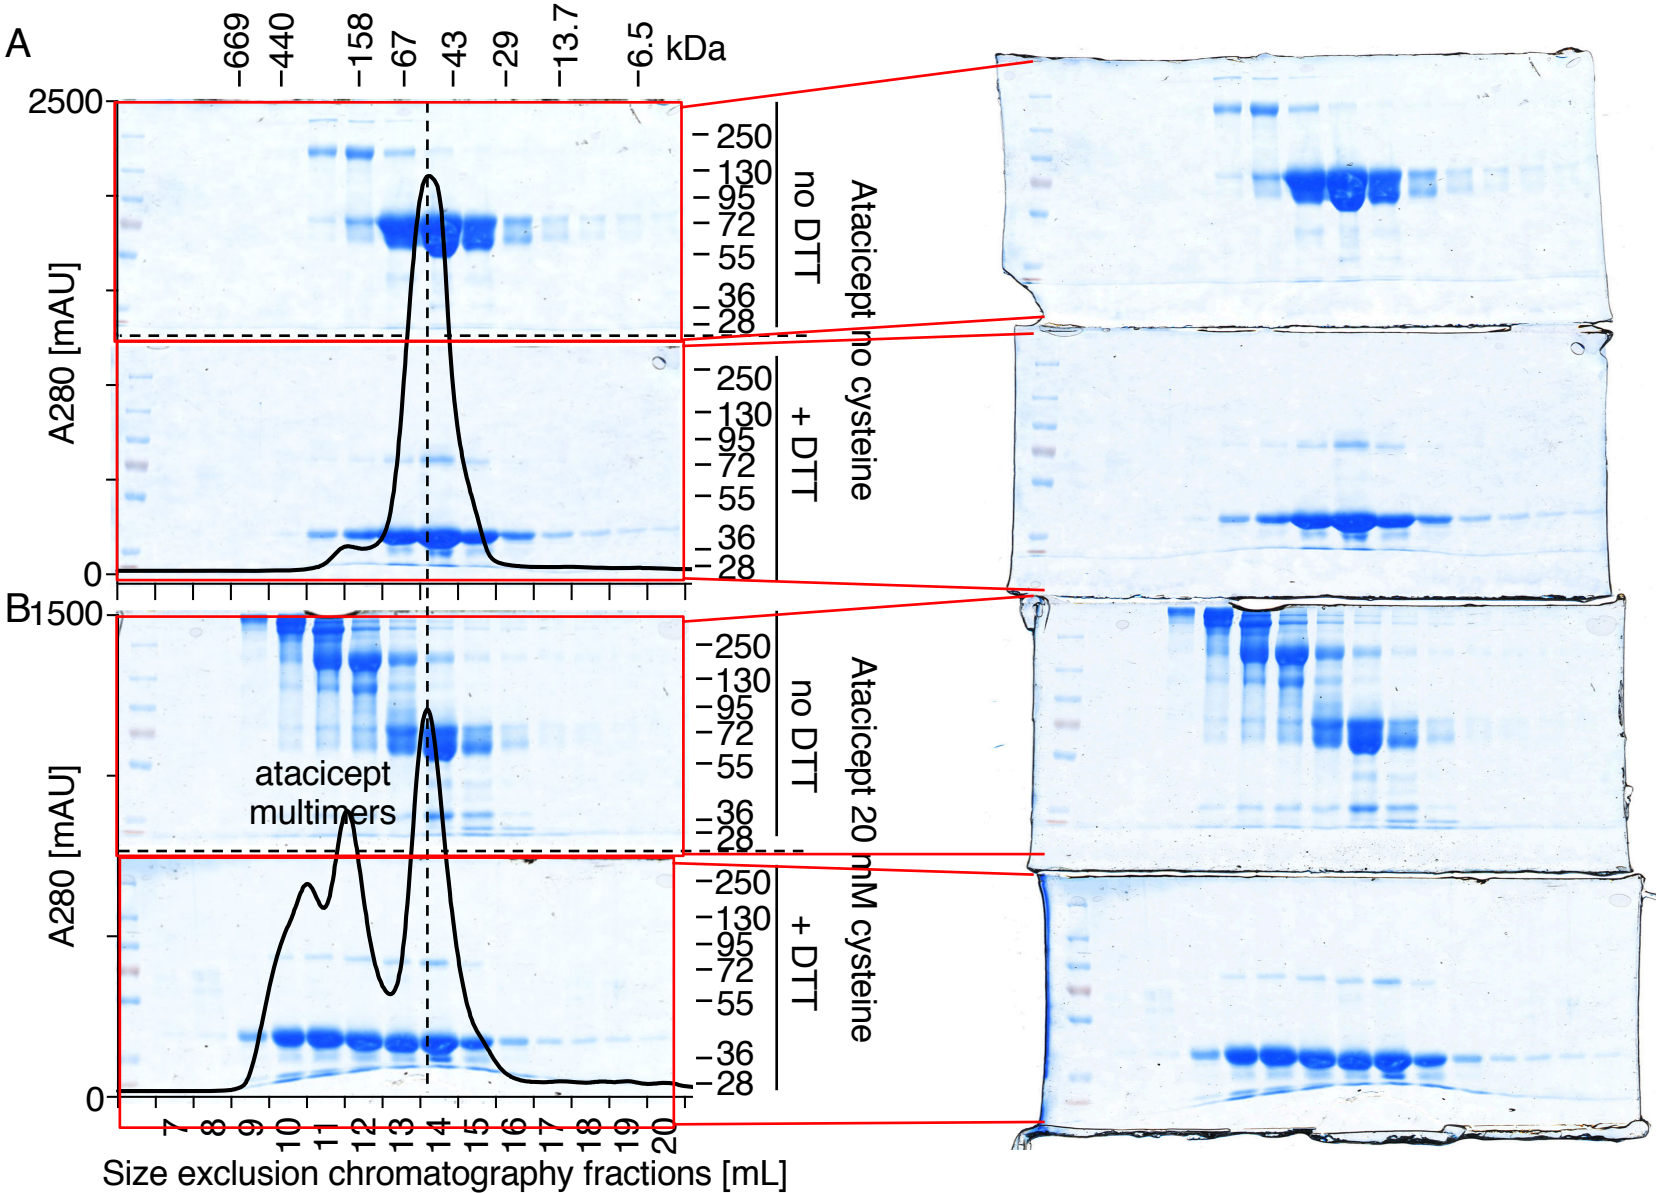 A
–669
–440
–158
–67
–43
–29
–13.7
–6.5
kDa
2500
A280 [mAU]
0
–250
–130
–95
–72
–55
–36
–28
no DTT
–250
–130
–95
–72
–55
–36
–28
+ DTT
Atacicept no cysteine
B
1500
A280 [mAU]
0
atacicept
multimers
–250
–130
–95
–72
–55
–36
–28
no DTT
–250
–130
–95
–72
–55
–36
–28
+ DTT
Atacicept 20 mM cysteine
7 8 9 10 11 12 13 14 15 16 17 18 19 20
Size exclusion chromatography fractions [mL]